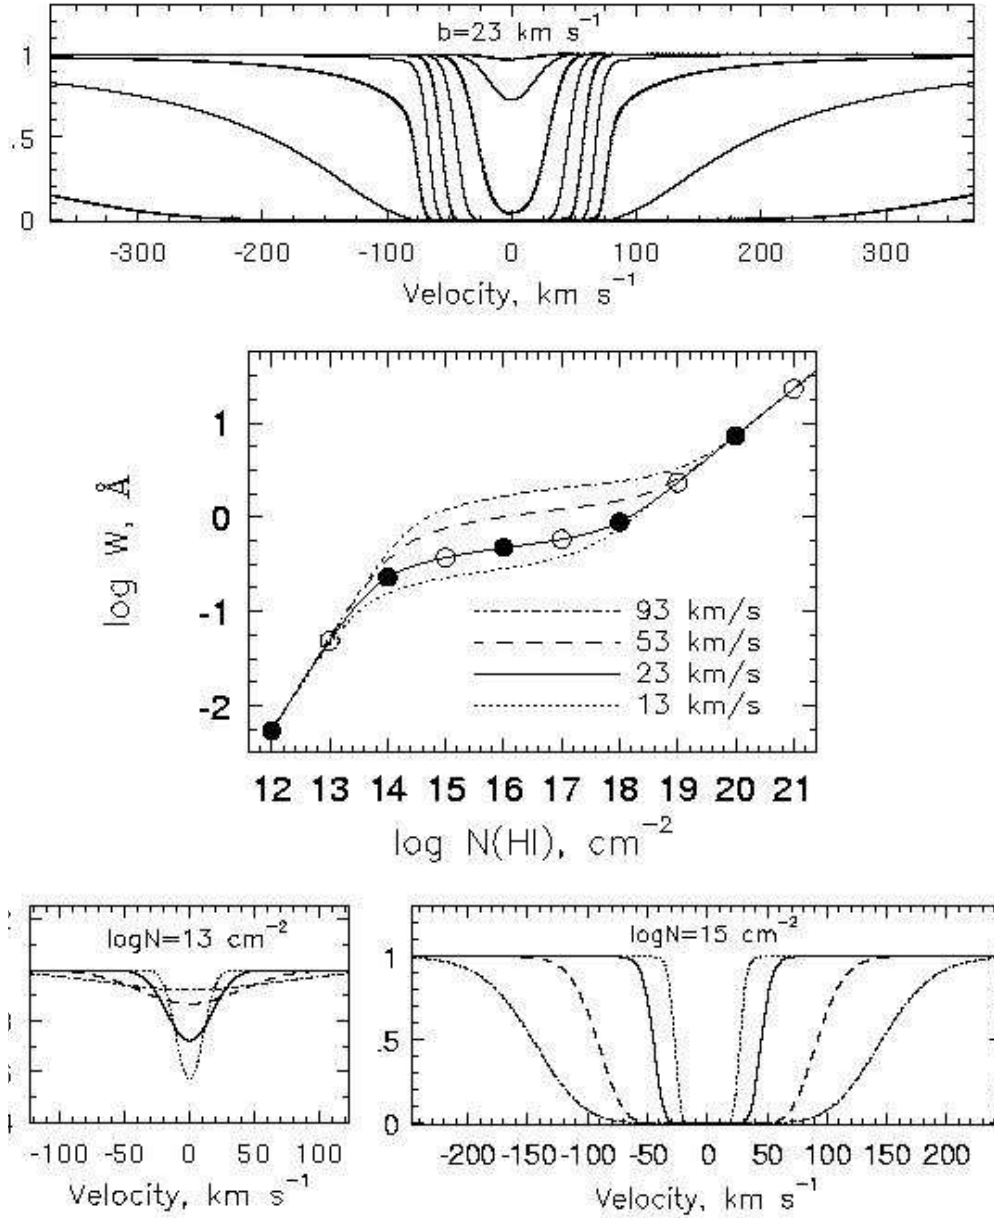 b=23 km s⁻¹
1
.5
0
-300 -200 -100 0 100 200 300
Velocity, km s⁻¹
log W, Å
1
0
-1
-2
93 km/s
53 km/s
23 km/s
13 km/s
12 13 14 15 16 17 18 19 20 21
log N(HI), cm⁻²
logN=13 cm⁻²
-100 -50 0 50 100
Velocity, km s⁻¹
logN=15 cm⁻²
1
.5
0
-200 -150 -100 -50 0 50 100 150 200
Velocity, km s⁻¹